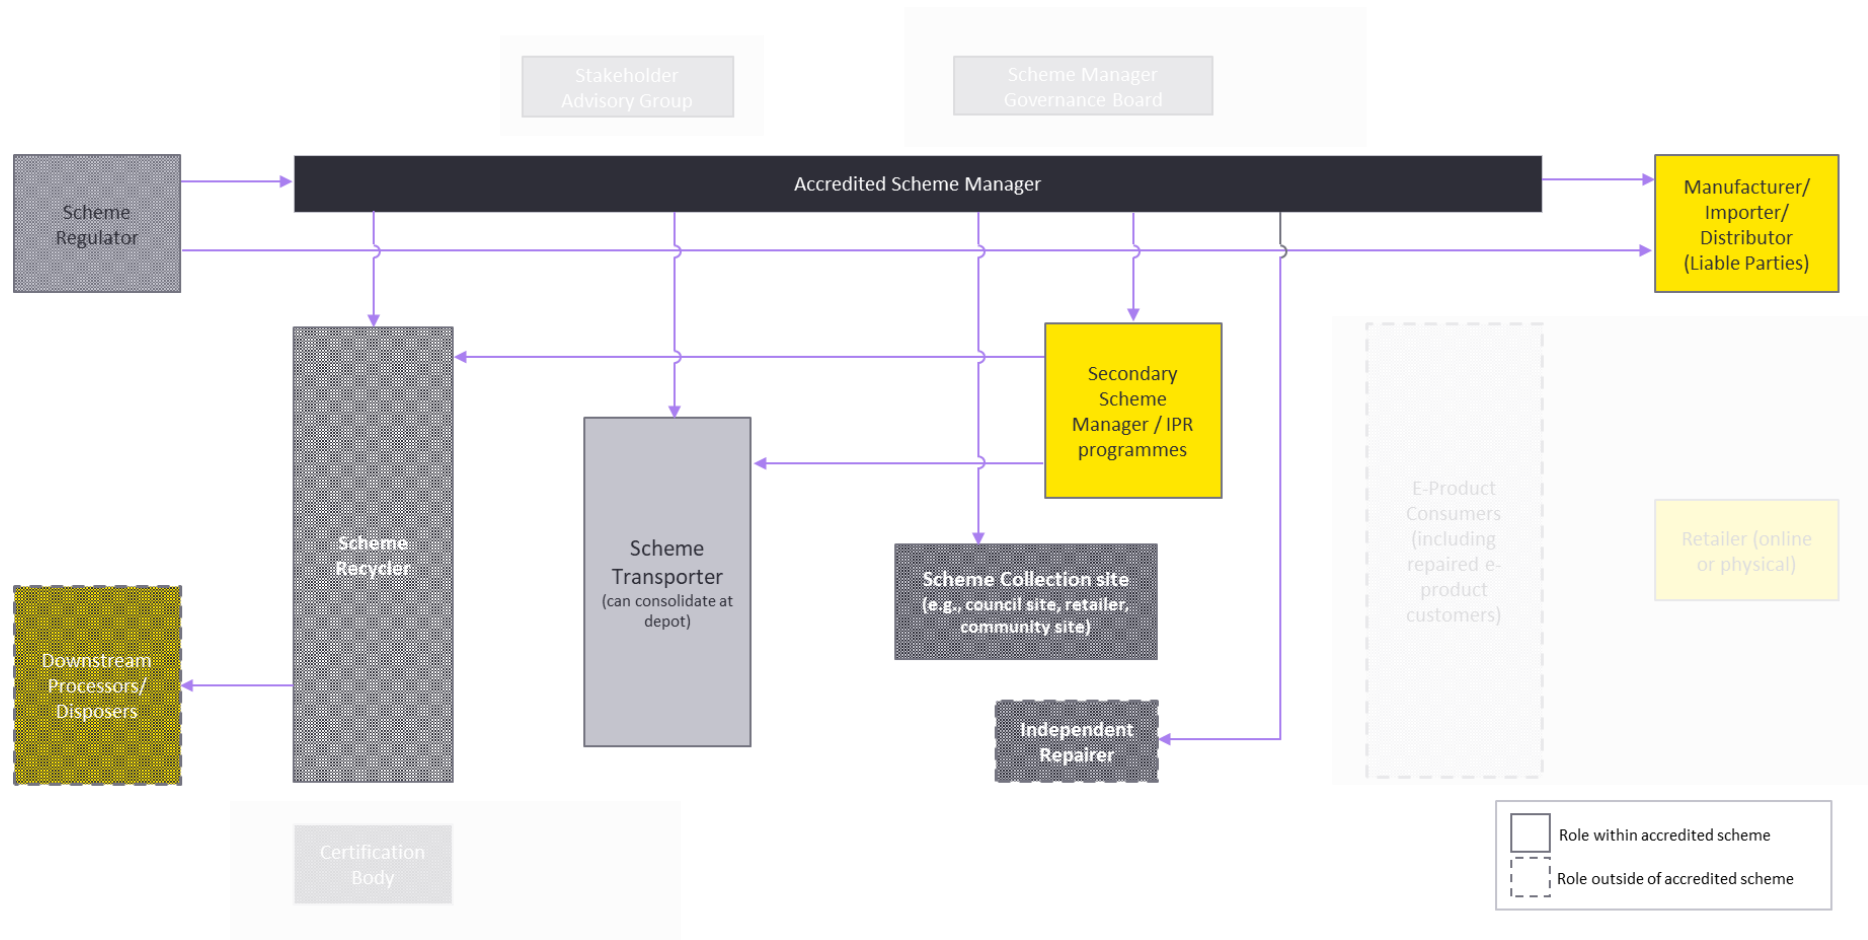 Stakeholder
Advisory Group
Scheme Manager
Governance Board
Scheme
Regulator
Accredited Scheme Manager
Manufacturer/
Importer/
Distributor
(Liable Parties)
Secondary
Scheme
Manager / IPR
programmes
Scheme
Recycler
Scheme
Transporter
(can consolidate at
depot)
Scheme Collection site
(e.g., council site, retailer,
community site)
E-Product
Consumers
(including
repaired e-
product
customers)
Retailer (online
or physical)
Downstream
Processors/
Disposers
Independent
Repairer
Certification
Body
Role within accredited scheme
Role outside of accredited scheme